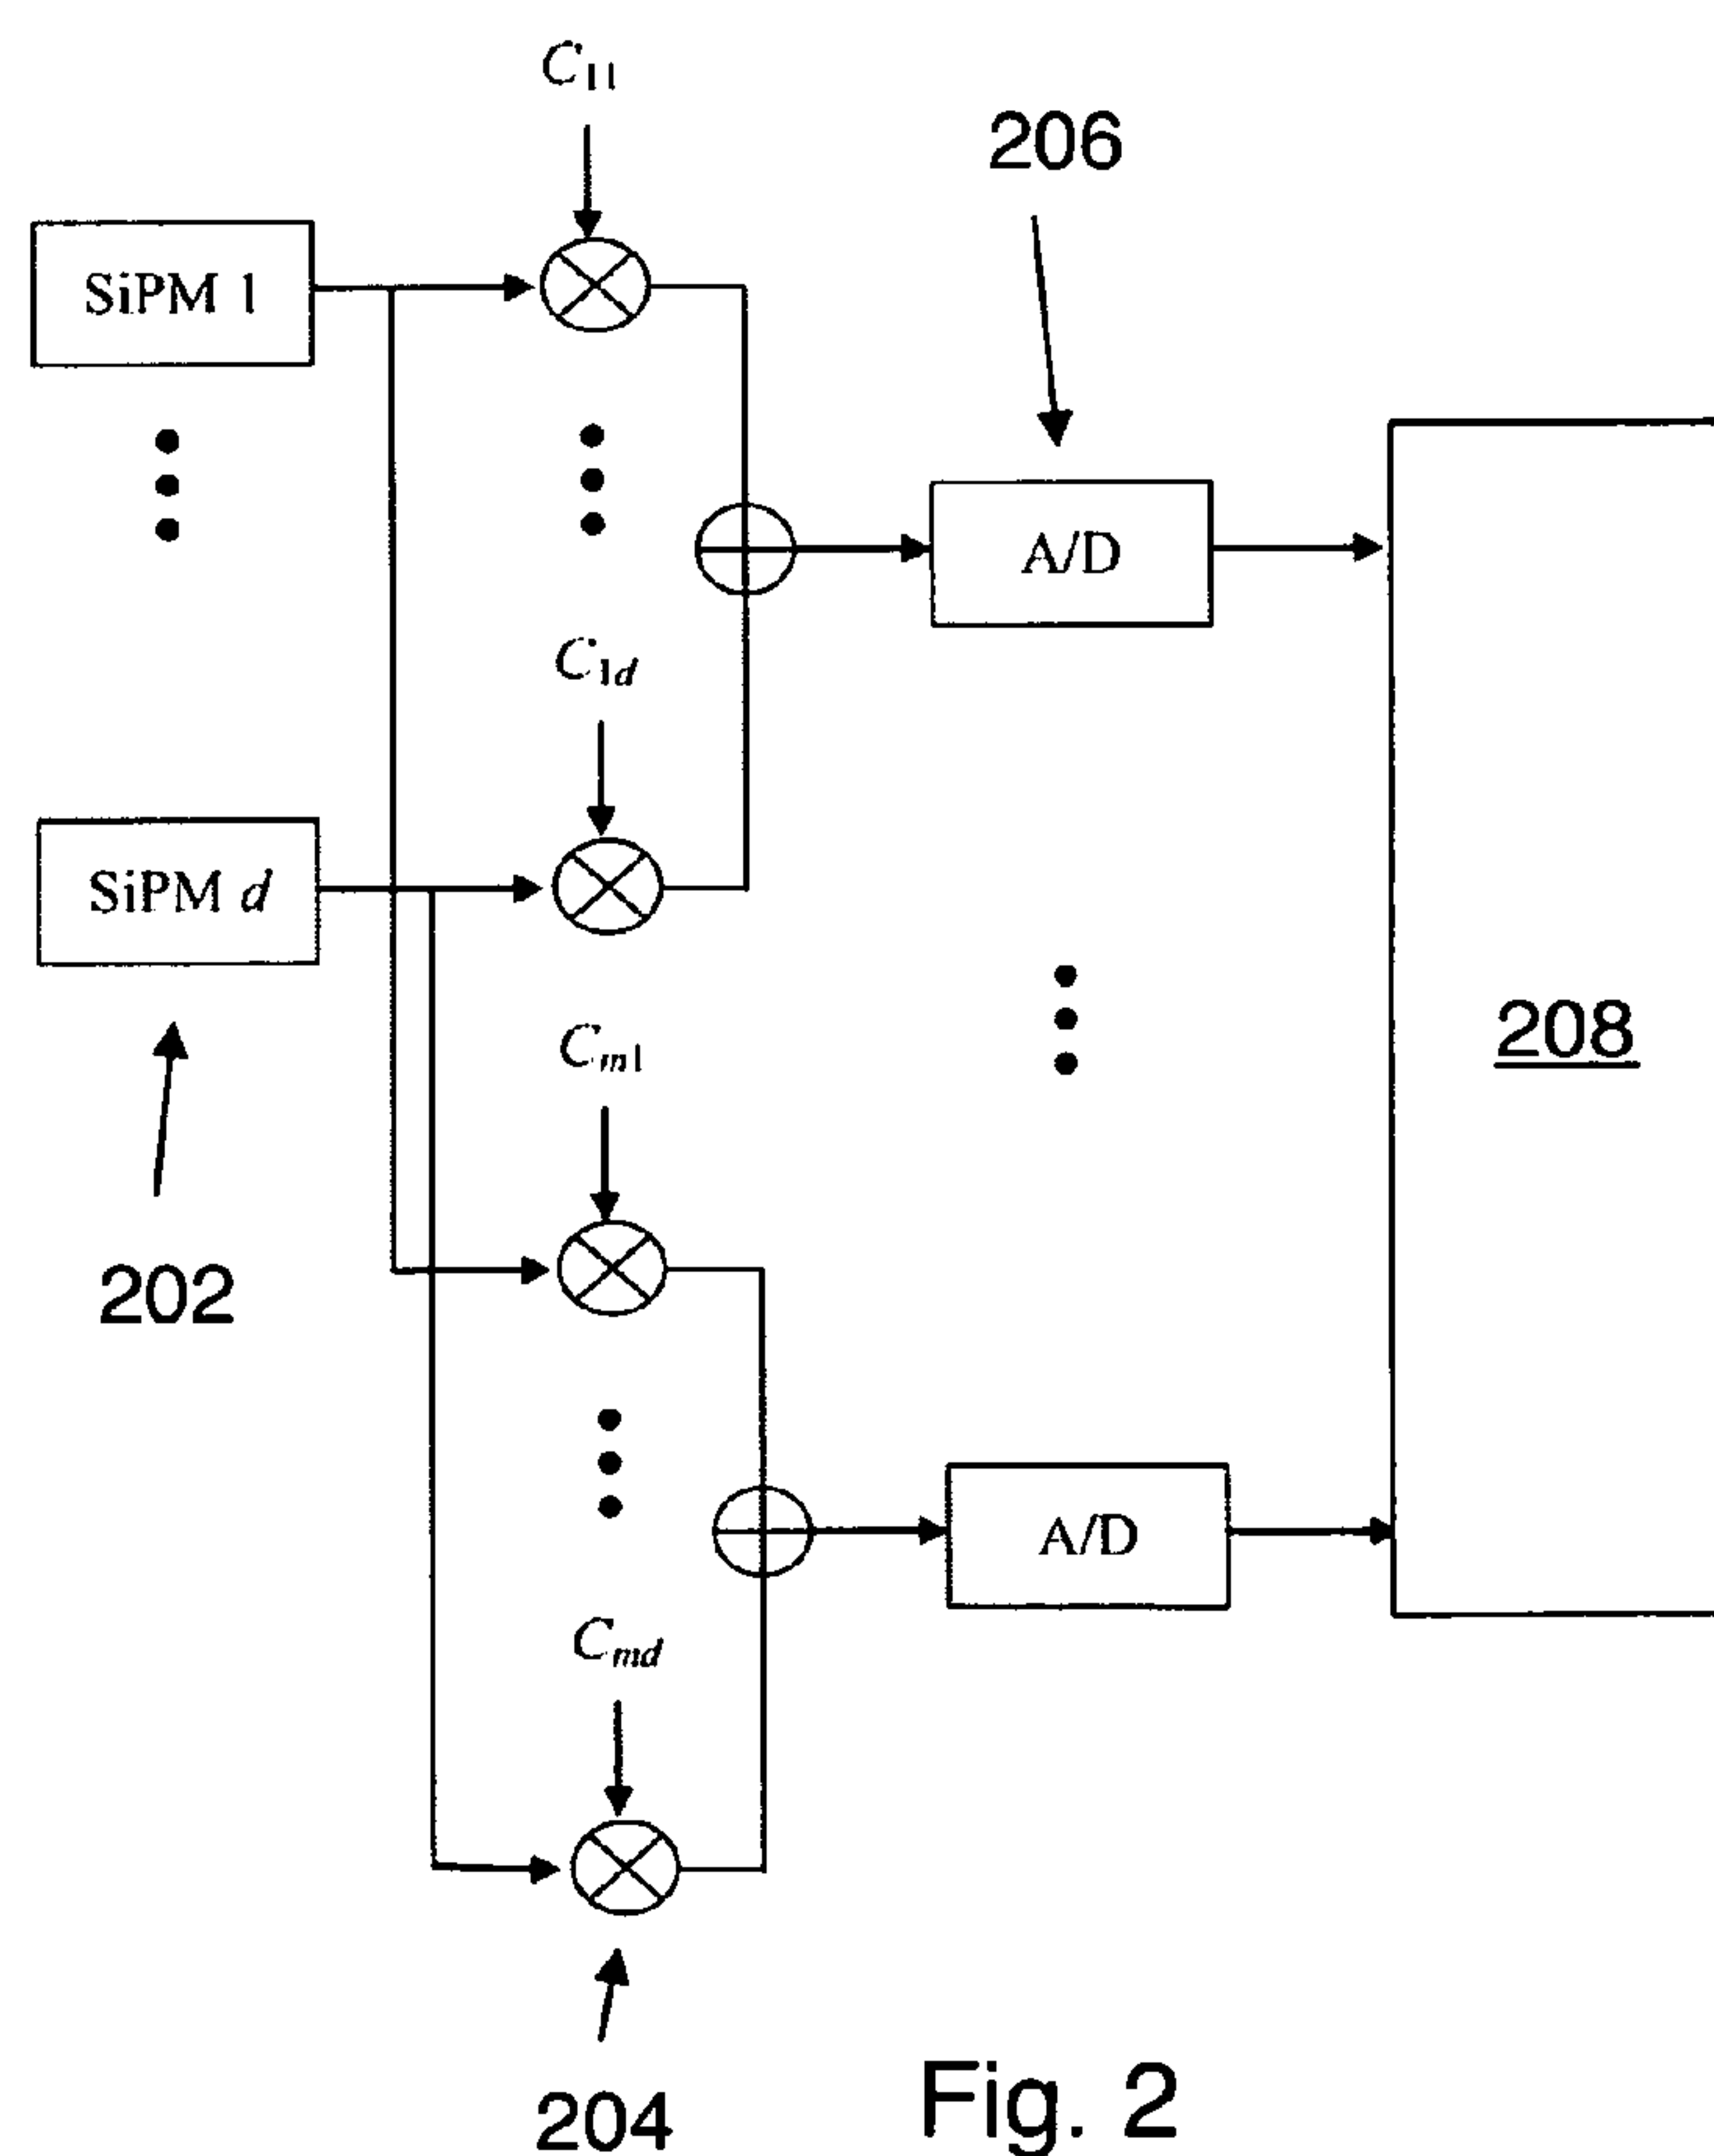 C11
206
SiPM 1
A/D
C1d
SiPM d
208
Cm1
202
A/D
Cmd
204
Fig. 2